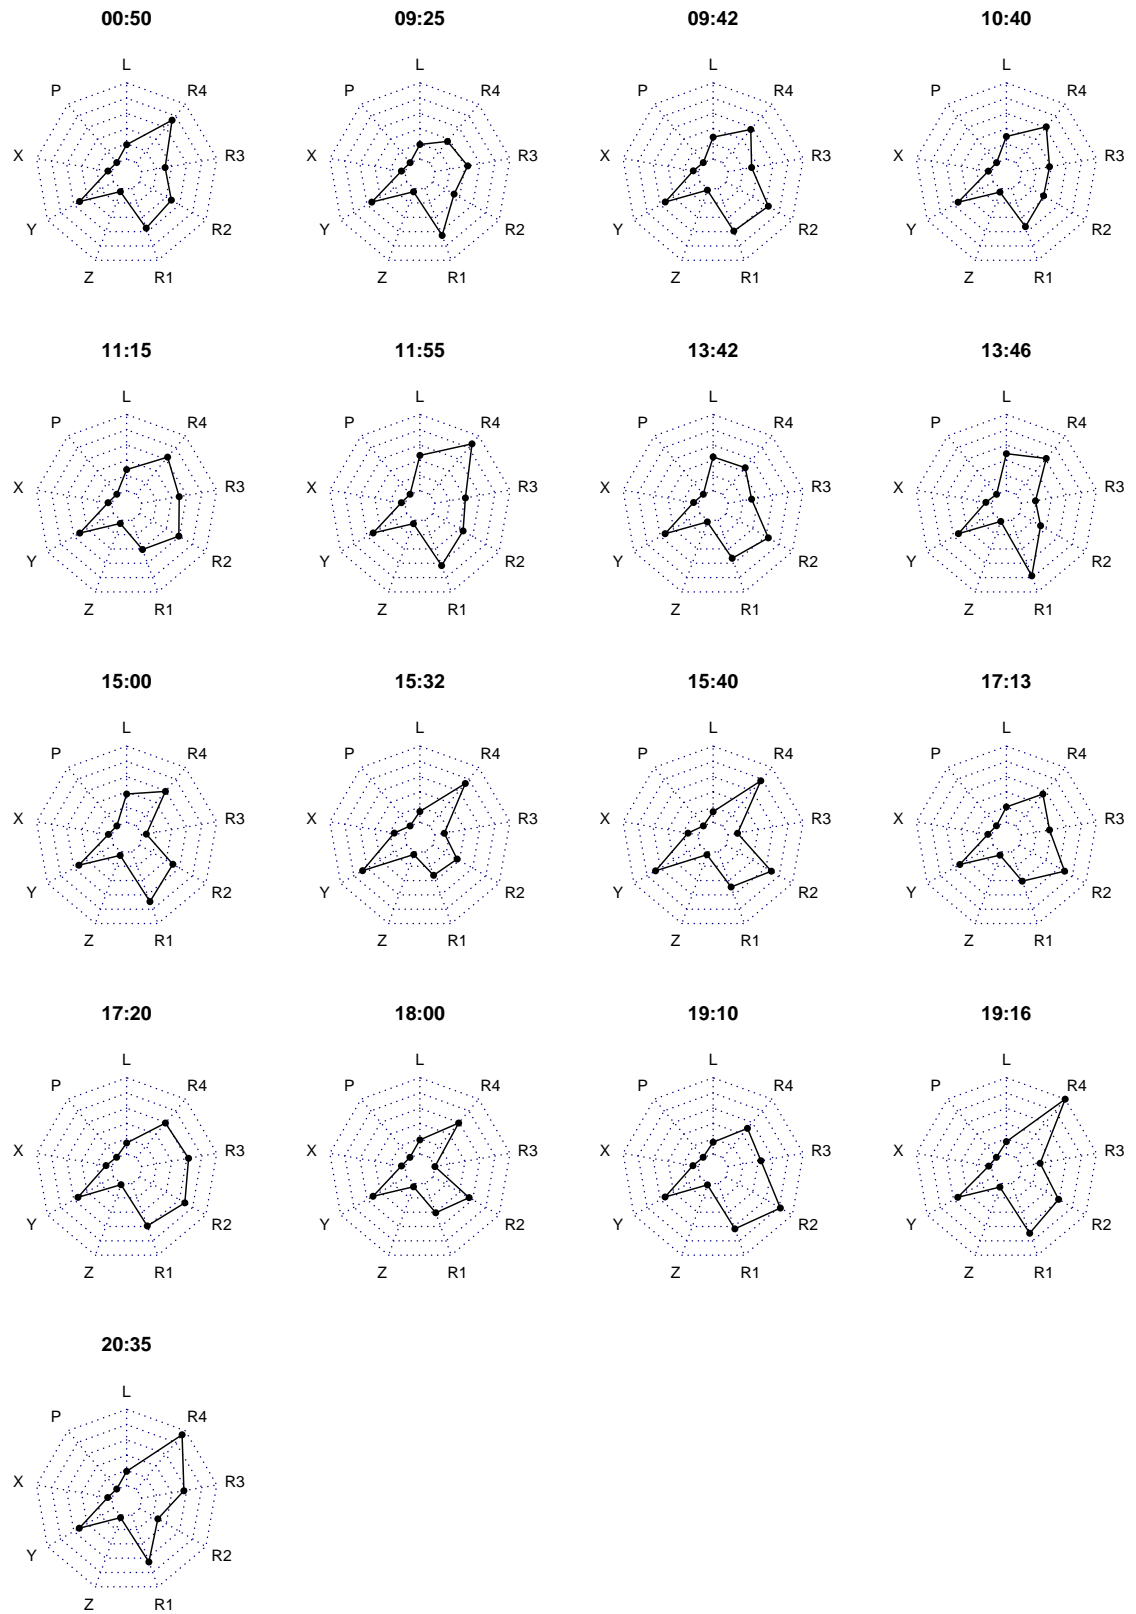 00:50 09:25 09:42 10:40
L L L L
P R4 P R4 P R4 P R4
X R3 X R3 X R3 X R3
Y R2 Y R2 Y R2 Y R2
Z R1 Z R1 Z R1 Z R1
11:15 11:55 13:42 13:46
L L L L
P R4 P R4 P R4 P R4
X R3 X R3 X R3 X R3
Y R2 Y R2 Y R2 Y R2
Z R1 Z R1 Z R1 Z R1
15:00 15:32 15:40 17:13
L L L L
P R4 P R4 P R4 P R4
X R3 X R3 X R3 X R3
Y R2 Y R2 Y R2 Y R2
Z R1 Z R1 Z R1 Z R1
17:20 18:00 19:10 19:16
L L L L
P R4 P R4 P R4 P R4
X R3 X R3 X R3 X R3
Y R2 Y R2 Y R2 Y R2
Z R1 Z R1 Z R1 Z R1
20:35
L
P R4
X R3
Y R2
Z R1